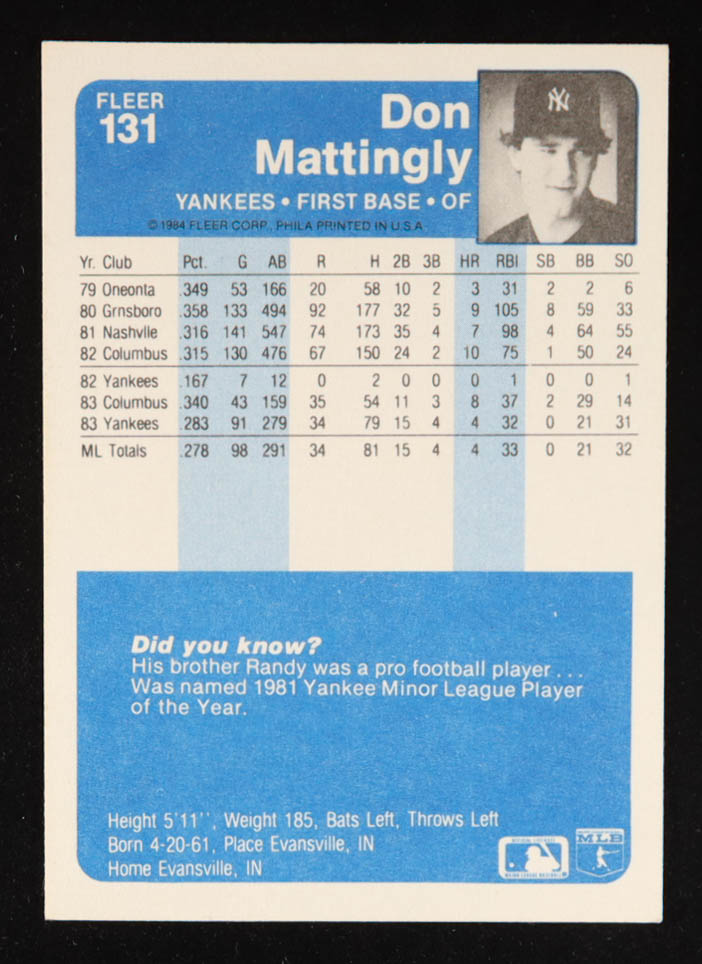 FLEER
131
Don
Mattingly
YANKEES • FIRST BASE • OF
© 1984 FLEER CORP., PHILA PRINTED IN U.S.A.
NY
Yr. Club Pct. G AB R H 2B 3B HR RBI SB BB SO
79 Oneonta .349 53 166 20 58 10 2 3 31 2 2 6
80 Grnsboro .358 133 494 92 177 32 5 9 105 8 59 33
81 Nashvlle .316 141 547 74 173 35 4 7 98 4 64 55
82 Columbus .315 130 476 67 150 24 2 10 75 1 50 24
82 Yankees .167 7 12 0 2 0 0 0 1 0 0 1
83 Columbus .340 43 159 35 54 11 3 8 37 2 29 14
83 Yankees .283 91 279 34 79 15 4 4 32 0 21 31
ML Totals .278 98 291 34 81 15 4 4 33 0 21 32
Did you know?
His brother Randy was a pro football player . . .
Was named 1981 Yankee Minor League Player
of the Year.
Height 5'11'', Weight 185, Bats Left, Throws Left
Born 4-20-61, Place Evansville, IN
Home Evansville, IN
MAJOR LEAGUE BASEBALL
MLB